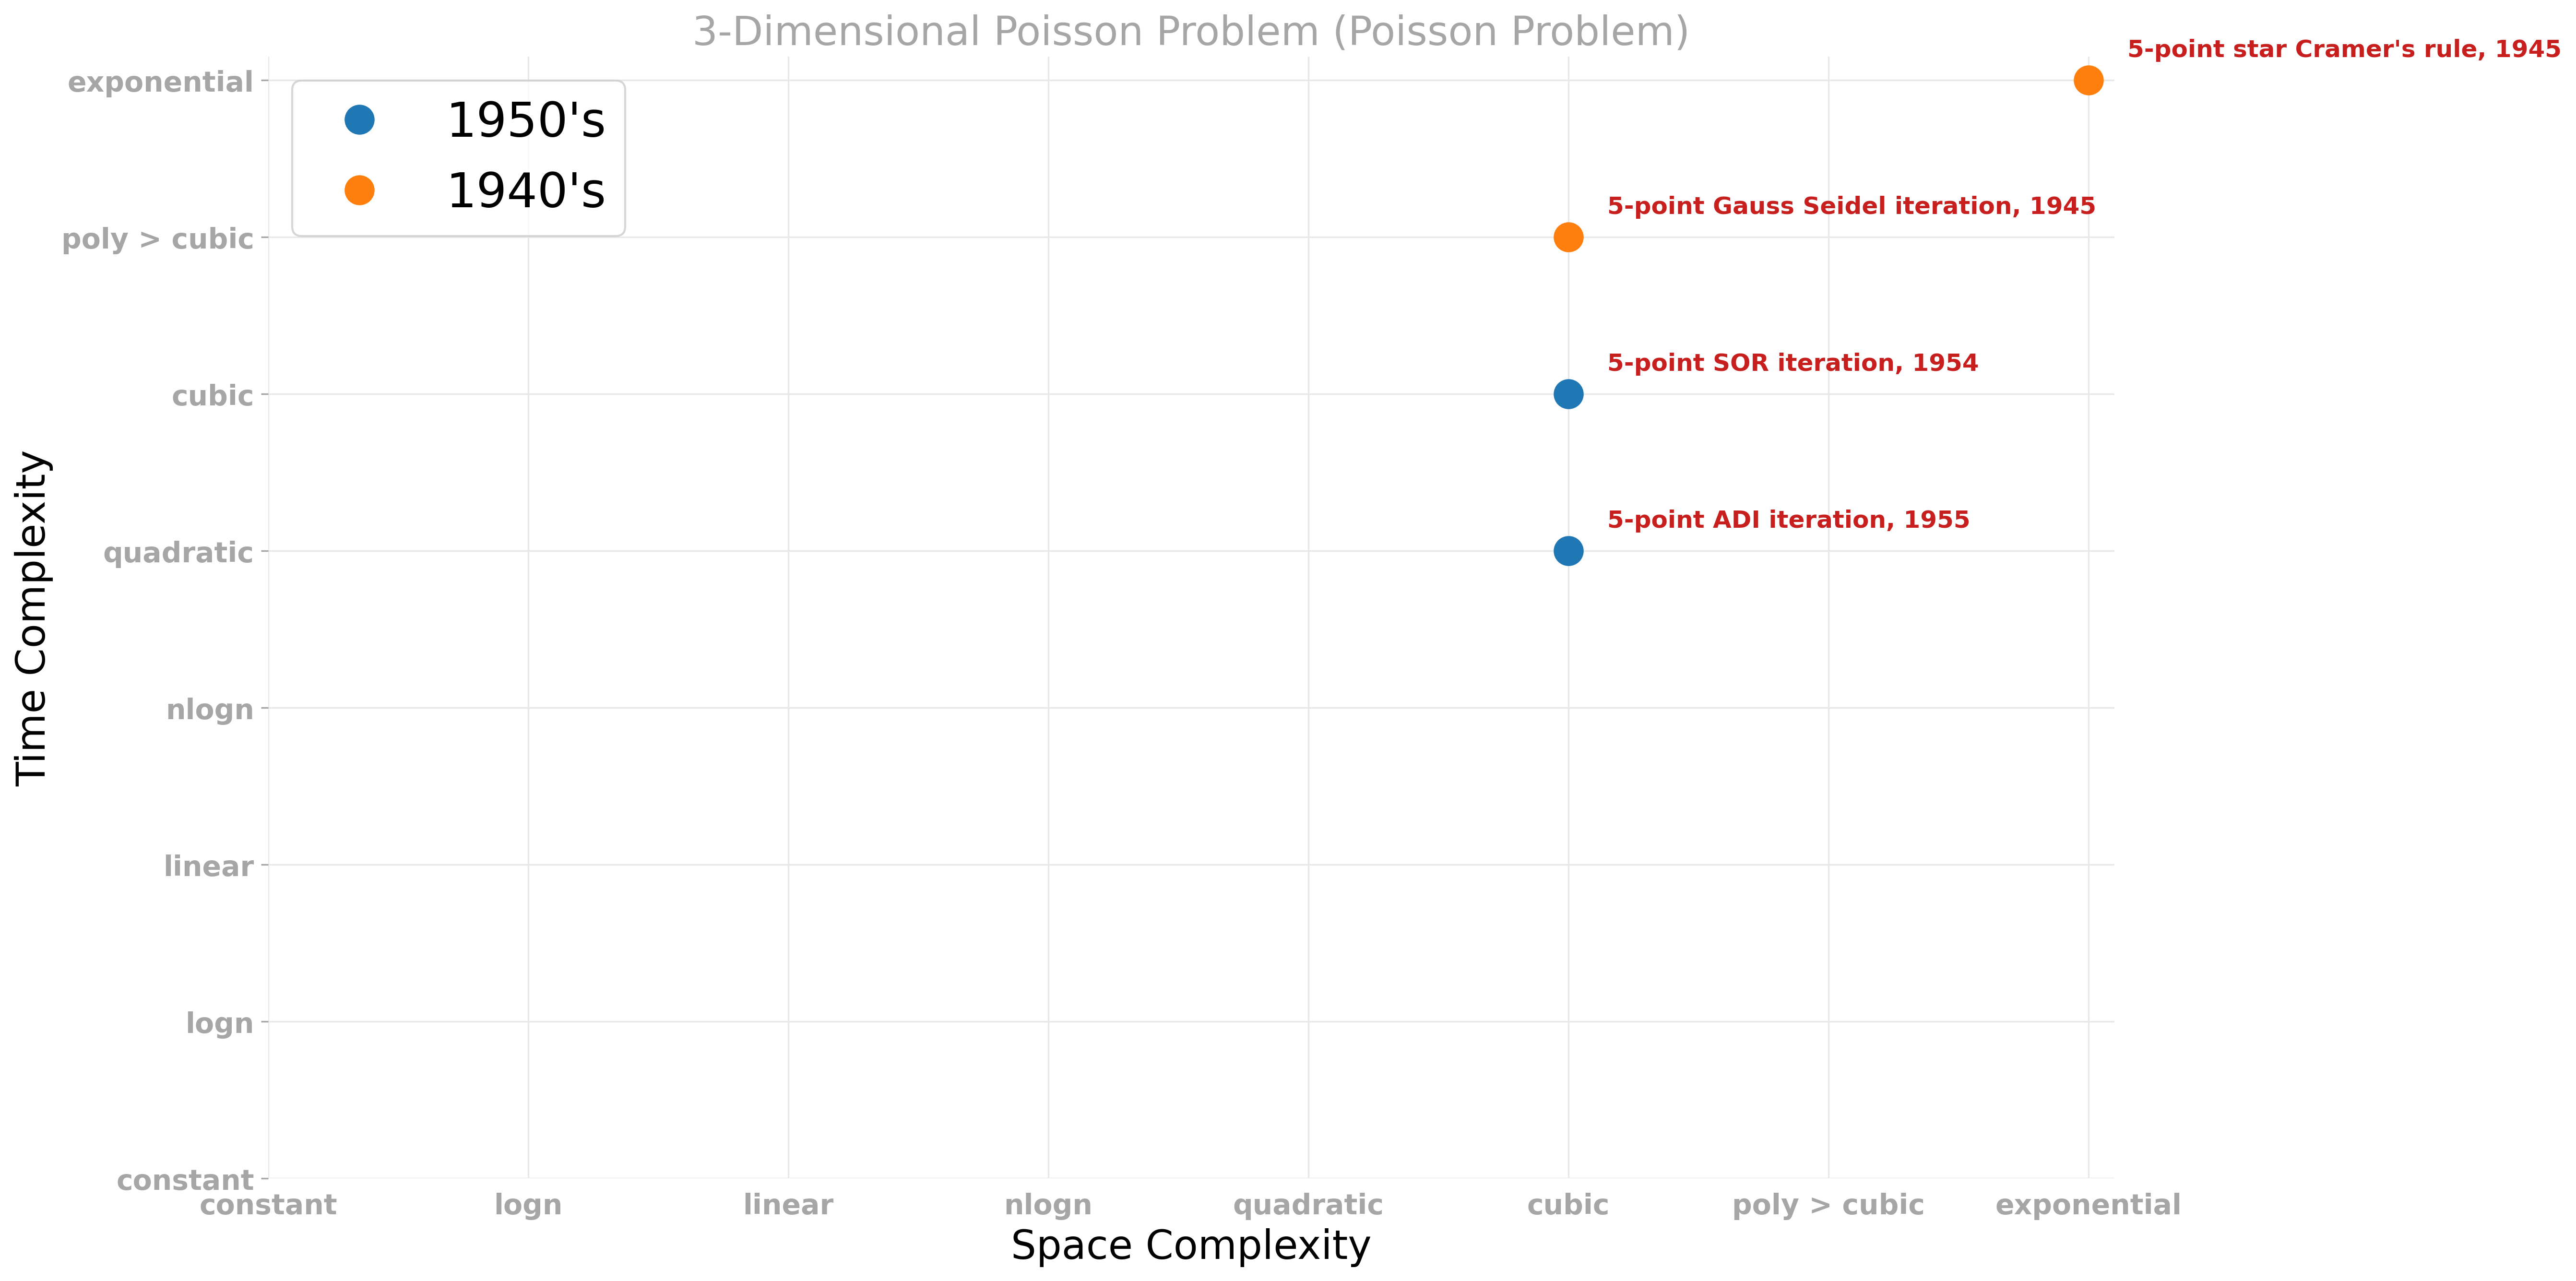 3-Dimensional Poisson Problem (Poisson Problem)
5-point star Cramer's rule, 1945
exponential
1950's
1940's
5-point Gauss Seidel iteration, 1945
poly > cubic
5-point SOR iteration, 1954
cubic
5-point ADI iteration, 1955
quadratic
nlogn
linear
logn
constant
Time Complexity
constant
logn
linear
nlogn
quadratic
cubic
poly > cubic
exponential
Space Complexity